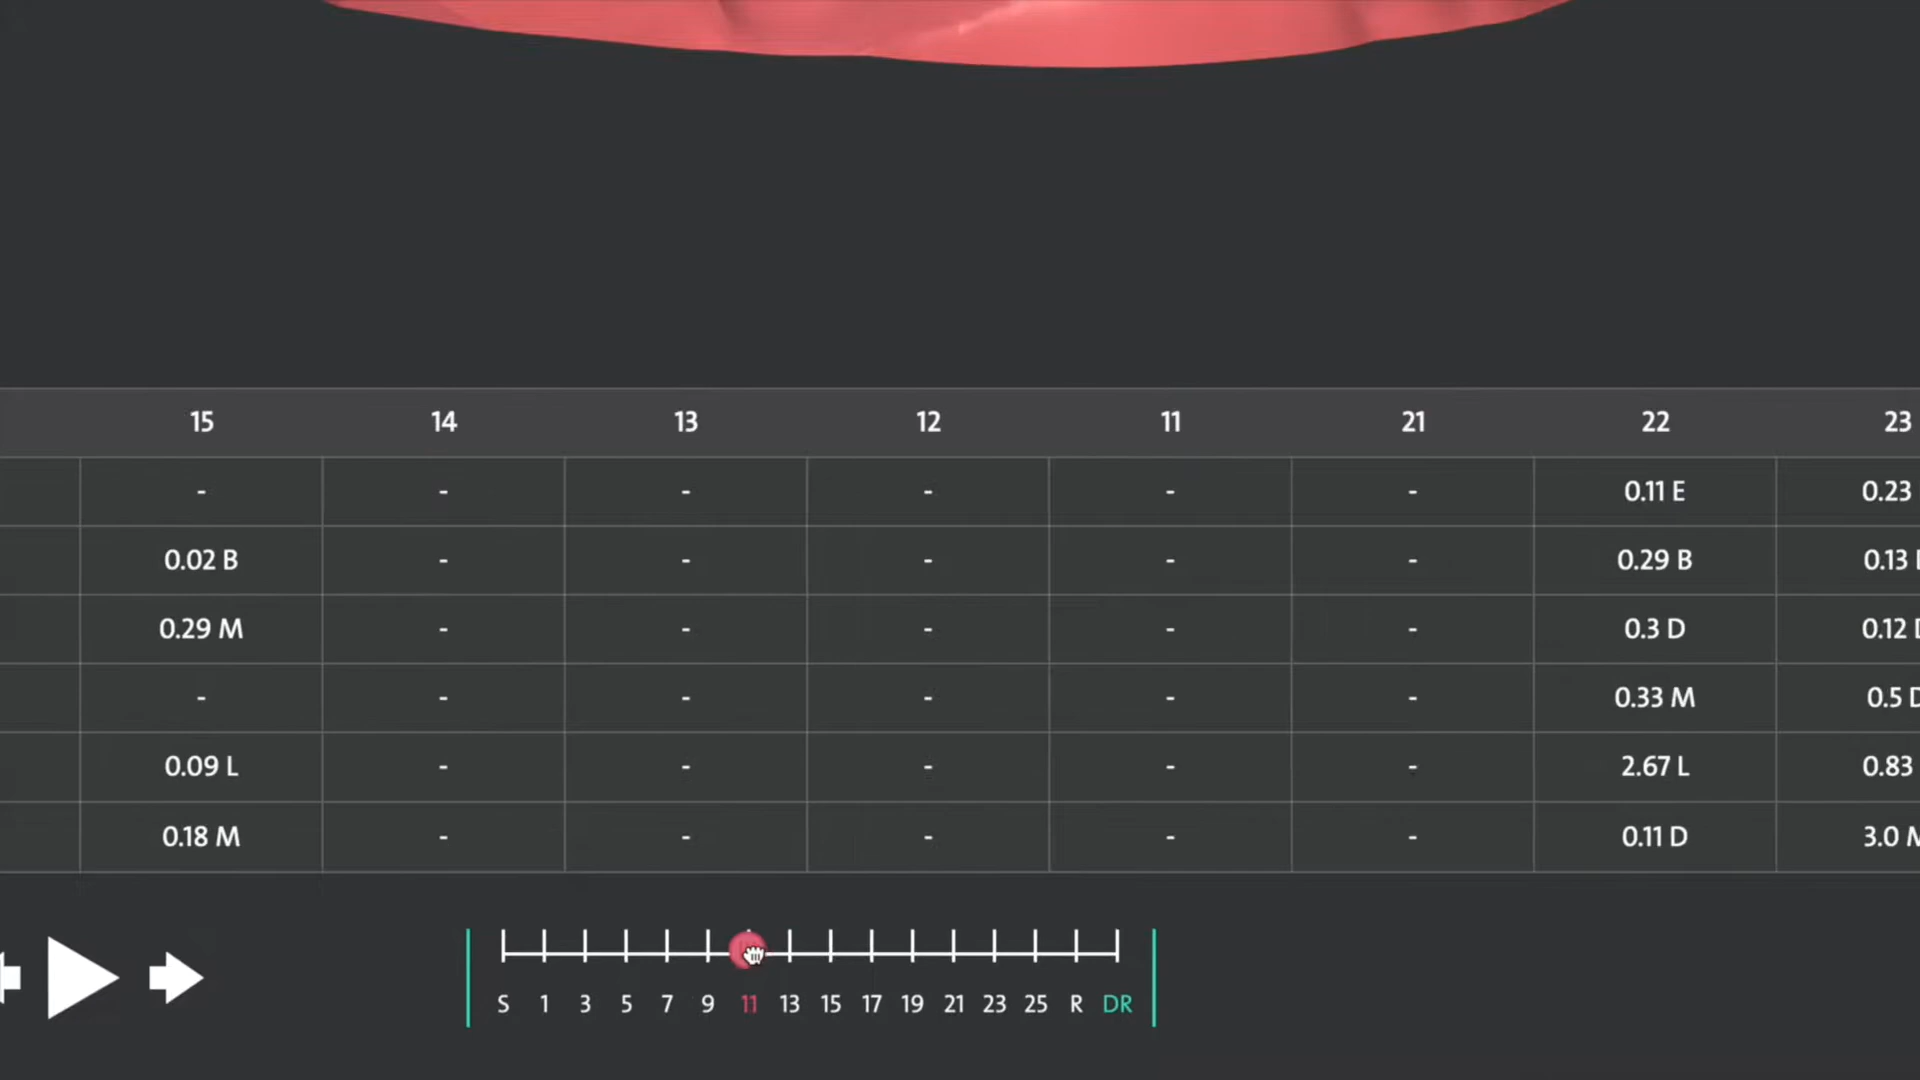 15 14 13 12 11 21 22 23
- - - - - - 0.11 E 0.23
0.02 B - - - - - 0.29 B 0.13
0.29 M - - - - - 0.3 D 0.12
- - - - - - 0.33 M 0.5 D
0.09 L - - - - - 2.67 L 0.83
0.18 M - - - - - 0.11 D 3.0 M
S 1 3 5 7 9 11 13 15 17 19 21 23 25 R DR